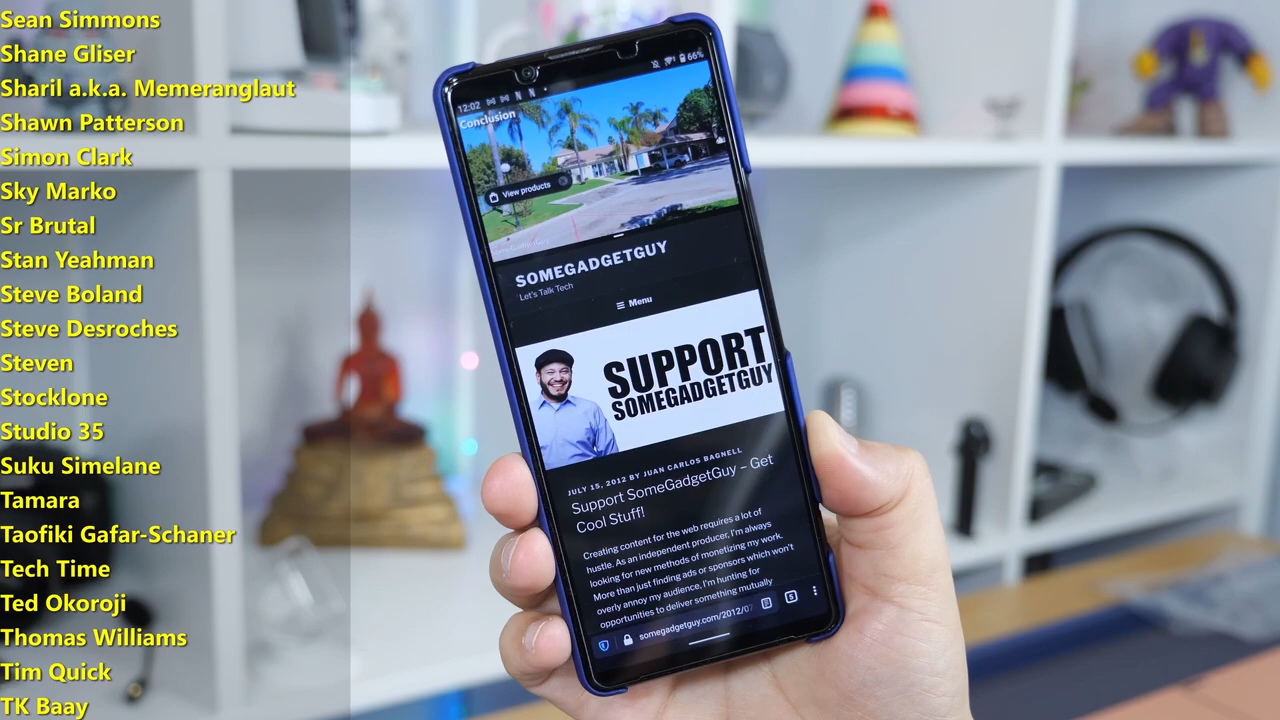 Sean Simmons
Shane Gliser
Sharil a.k.a. Memeranglaut
Shawn Patterson
Simon Clark
Sky Marko
Sr Brutal
Stan Yeahman
Steve Boland
Steve Desroches
Steven
Stocklone
Studio 35
Suku Simelane
Tamara
Taofiki Gafar-Schaner
Tech Time
Ted Okoroji
Thomas Williams
Tim Quick
TK Baay
12:02
66%
Conclusion
View products
SOMEGADGETGUY
Let's Talk Tech
Menu
SUPPORT
SOMEGADGETGUY
JULY 15, 2012 BY JUAN CARLOS BAGNELL
Support SomeGadgetGuy – Get
Cool Stuff!
Creating content for the web requires a lot of
hustle. As an independent producer, I'm always
looking for new methods of monetizing my work.
More than just finding ads or sponsors which won't
overly annoy my audience, I'm hunting for
opportunities to deliver something mutually
somegadgetguy.com/2012/07
5